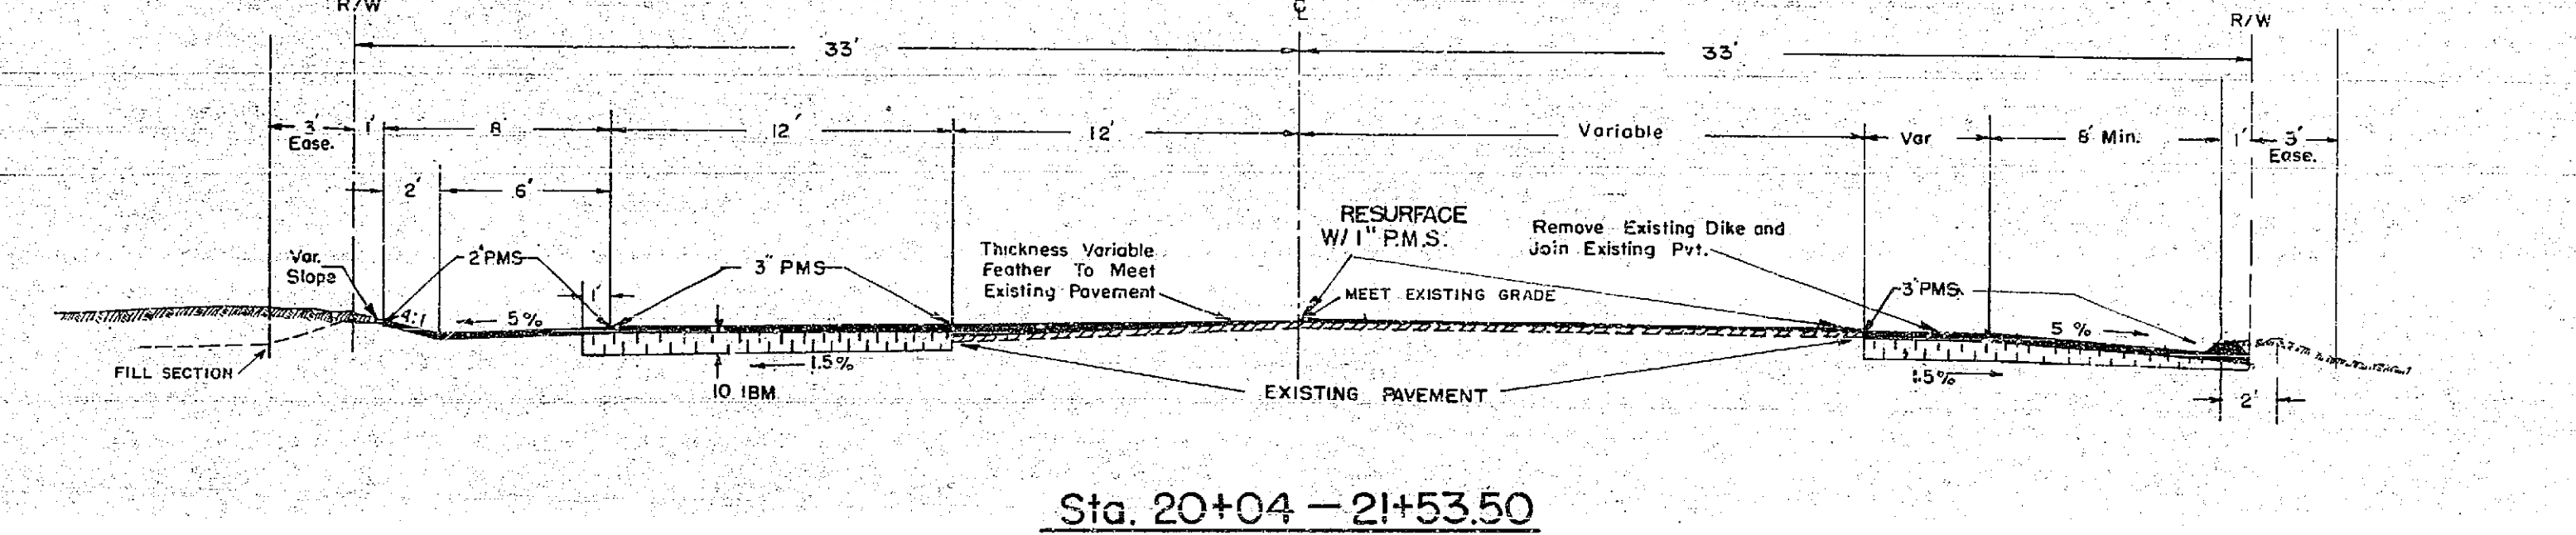 R/W
℄
R/W
33'
33'
3'
Ease.
1'
8'
12'
12'
Variable
Var
8' Min.
1'
3'
Ease.
2'
6'
RESURFACE
W/ 1" P.M.S.
Remove Existing Dike and
Join Existing Pvt.
Var.
Slope
2" PMS
3" PMS
Thickness Variable
Feather To Meet
Existing Pavement
1'
MEET EXISTING GRADE
3" PMS
4:1
5%
5 %
FILL SECTION
1.5%
10 IBM
EXISTING PAVEMENT
1.5%
2'
Sta. 20+04 — 21+53.50